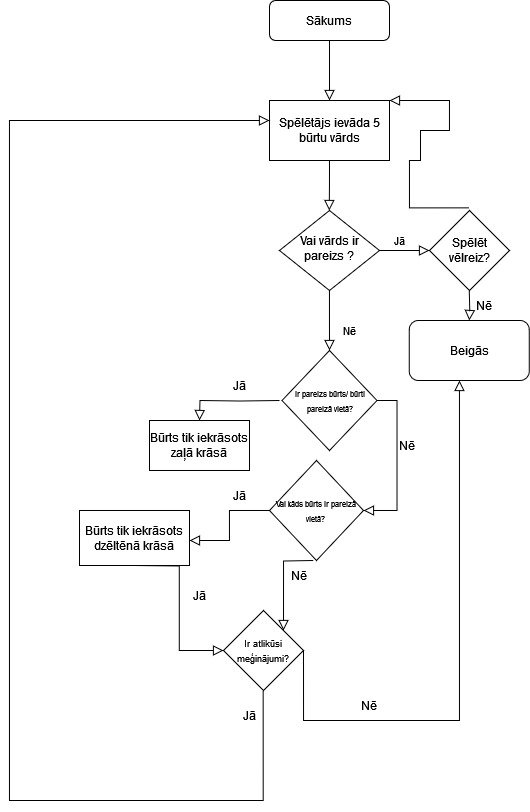 Sākums
Spēlētājs ievāda 5
būrtu vārds
Vai vārds ir
pareizs ?
Jā
Spēlēt
vēlreiz?
Nē
Nē
Beigās
Jā
Ir pareizs būrts/ būrti
pareizā vietā?
Būrts tik iekrāsots
zaļā krāsā
Nē
Jā
Vai kāds būrts ir pareizā
vietā?
Būrts tik iekrāsots
dzēltēnā krāsā
Nē
Jā
Ir atlikūsi
meģinājumi?
Nē
Jā